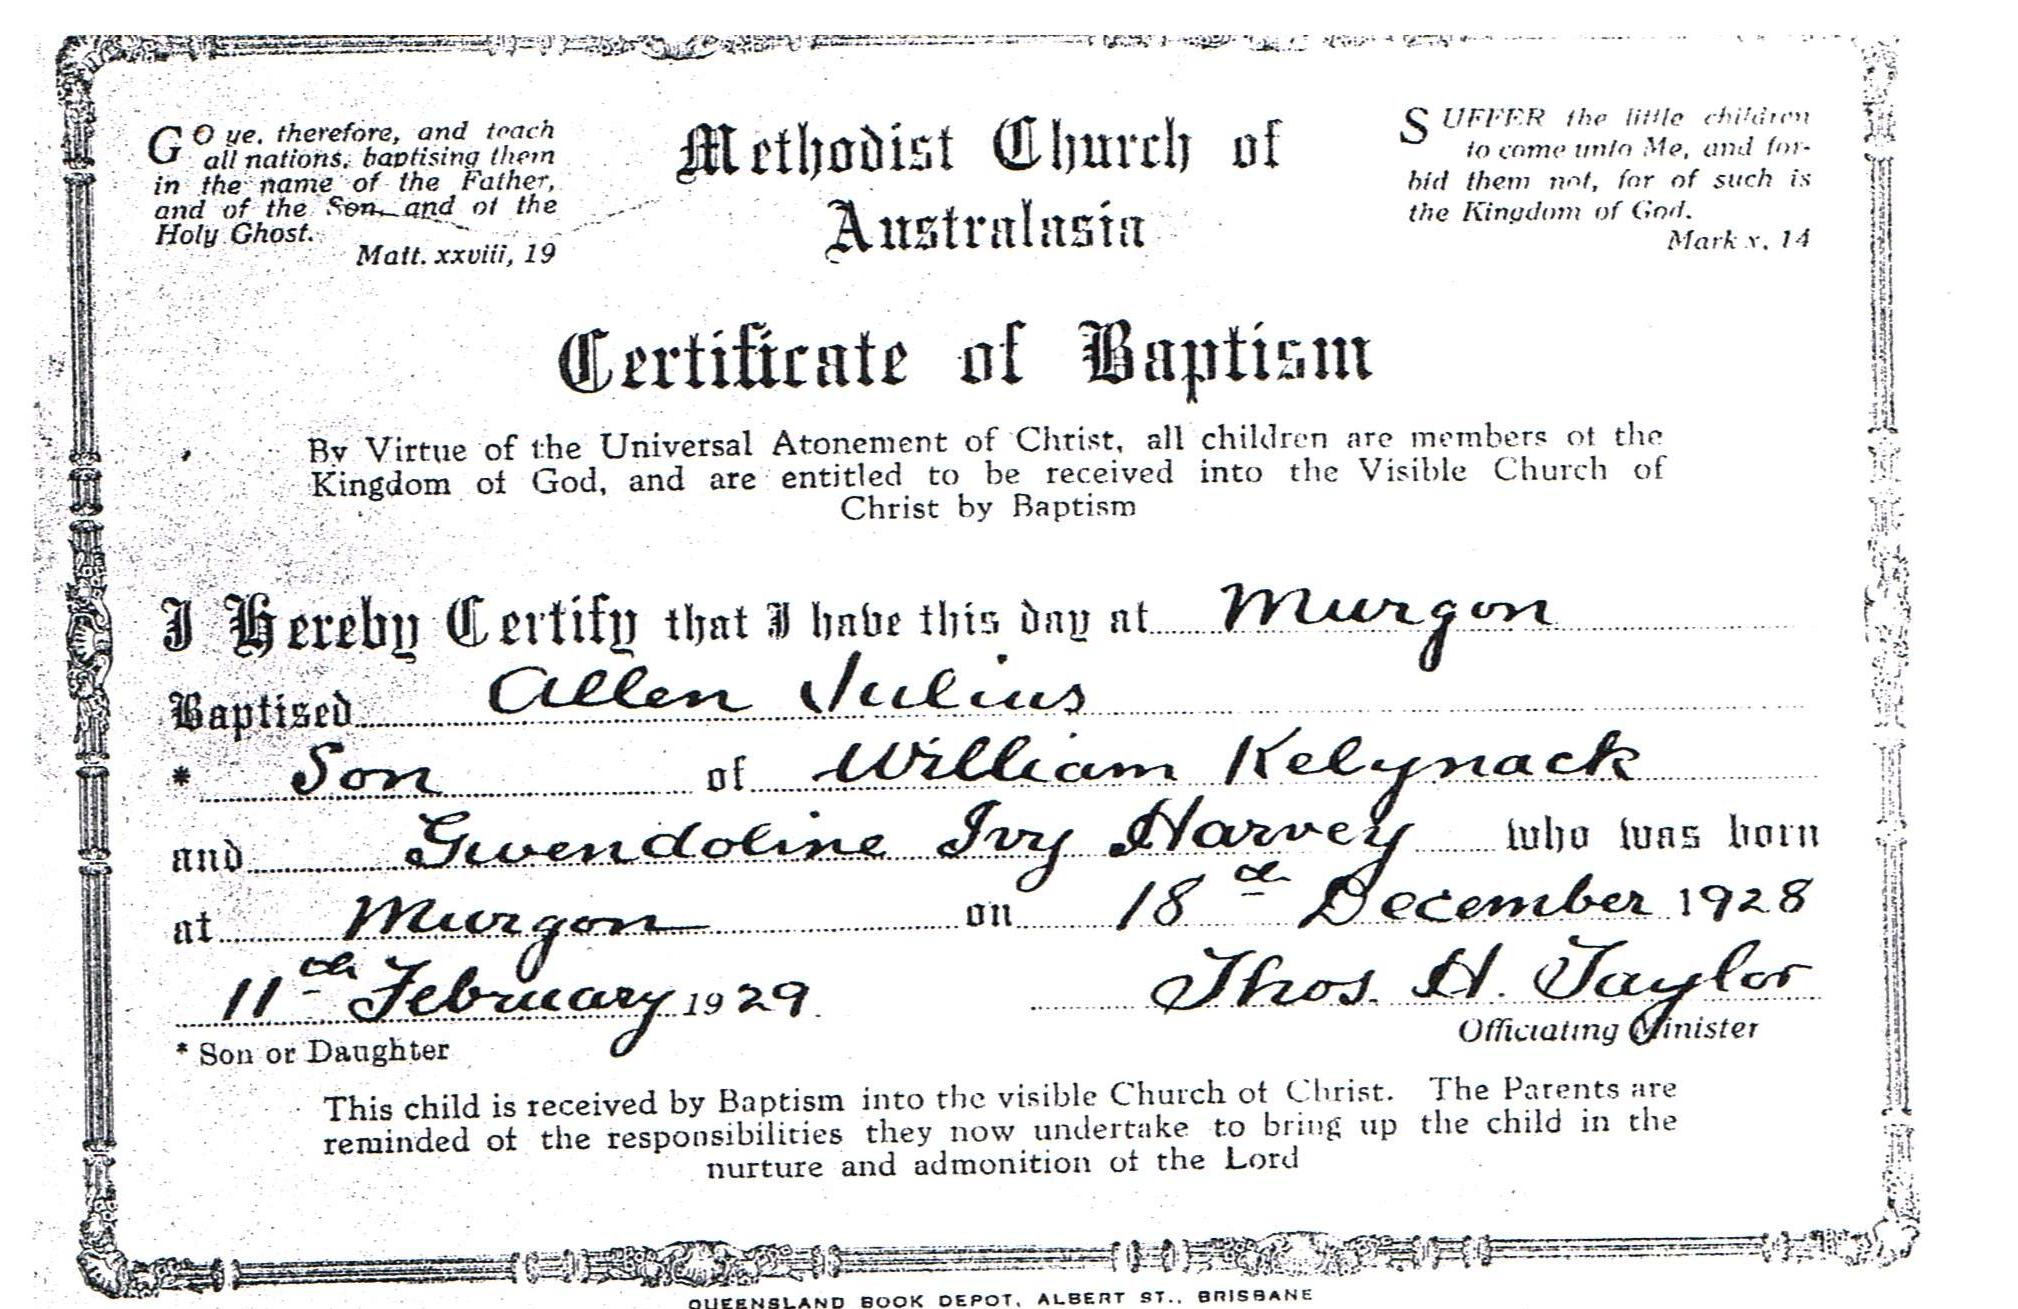 GO ye, therefore, and teach
all nations, baptising them
in the name of the Father,
and of the Son, and of the
Holy Ghost.
Matt. xxviii, 19
Methodist Church of
Australasia
SUFFER the little children
to come unto Me, and for-
bid them not, for of such is
the Kingdom of God.
Mark x, 14
Certificate of Baptism
By Virtue of the Universal Atonement of Christ, all children are members of the
Kingdom of God, and are entitled to be received into the Visible Church of
Christ by Baptism
I Hereby Certify that I have this day at Murgon
Baptised Allen Julius
* Son of William Kelynack
and Gwendoline Ivy Harvey who was born
at Murgon on 18th December 1928
11th February 1929. Thos. H. Taylor
Officiating Minister
* Son or Daughter
This child is received by Baptism into the visible Church of Christ. The Parents are
reminded of the responsibilities they now undertake to bring up the child in the
nurture and admonition of the Lord
QUEENSLAND BOOK DEPOT, ALBERT ST., BRISBANE